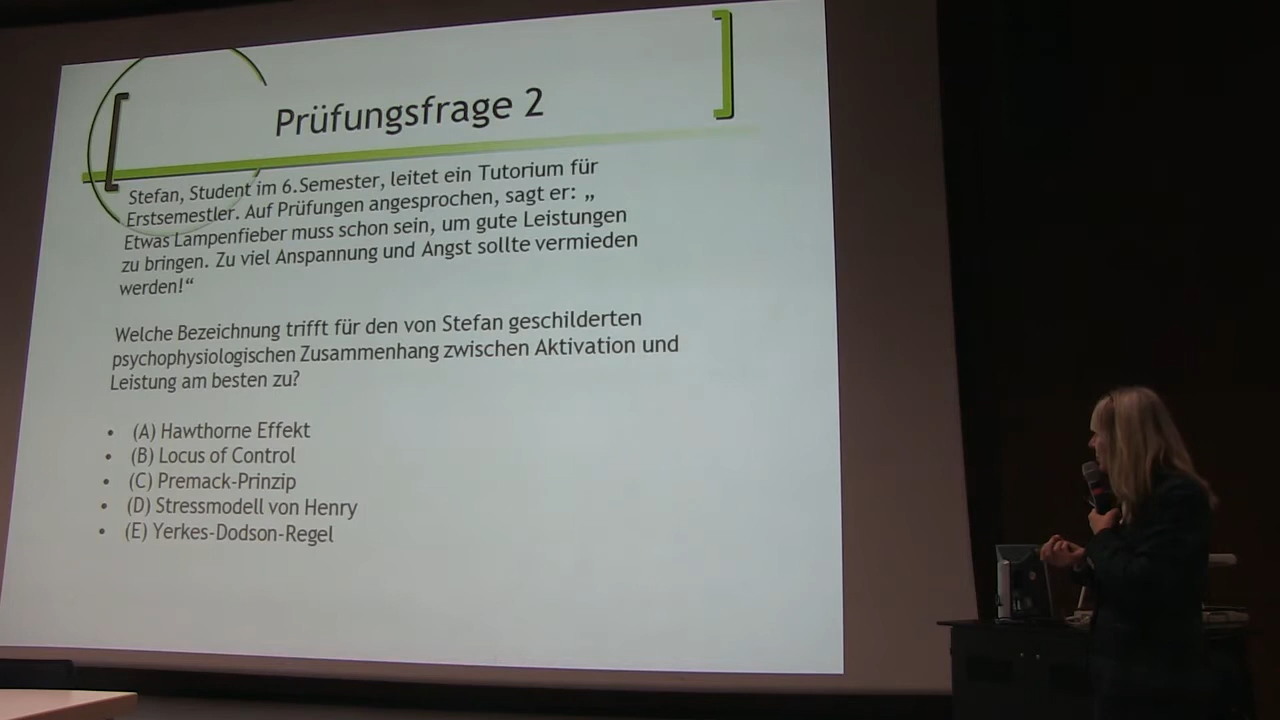 Prüfungsfrage 2
Stefan, Student im 6.Semester, leitet ein Tutorium für
Erstsemestler. Auf Prüfungen angesprochen, sagt er: „
Etwas Lampenfieber muss schon sein, um gute Leistungen
zu bringen. Zu viel Anspannung und Angst sollte vermieden
werden!“
Welche Bezeichnung trifft für den von Stefan geschilderten
psychophysiologischen Zusammenhang zwischen Aktivation und
Leistung am besten zu?
• (A) Hawthorne Effekt
• (B) Locus of Control
• (C) Premack-Prinzip
• (D) Stressmodell von Henry
• (E) Yerkes-Dodson-Regel